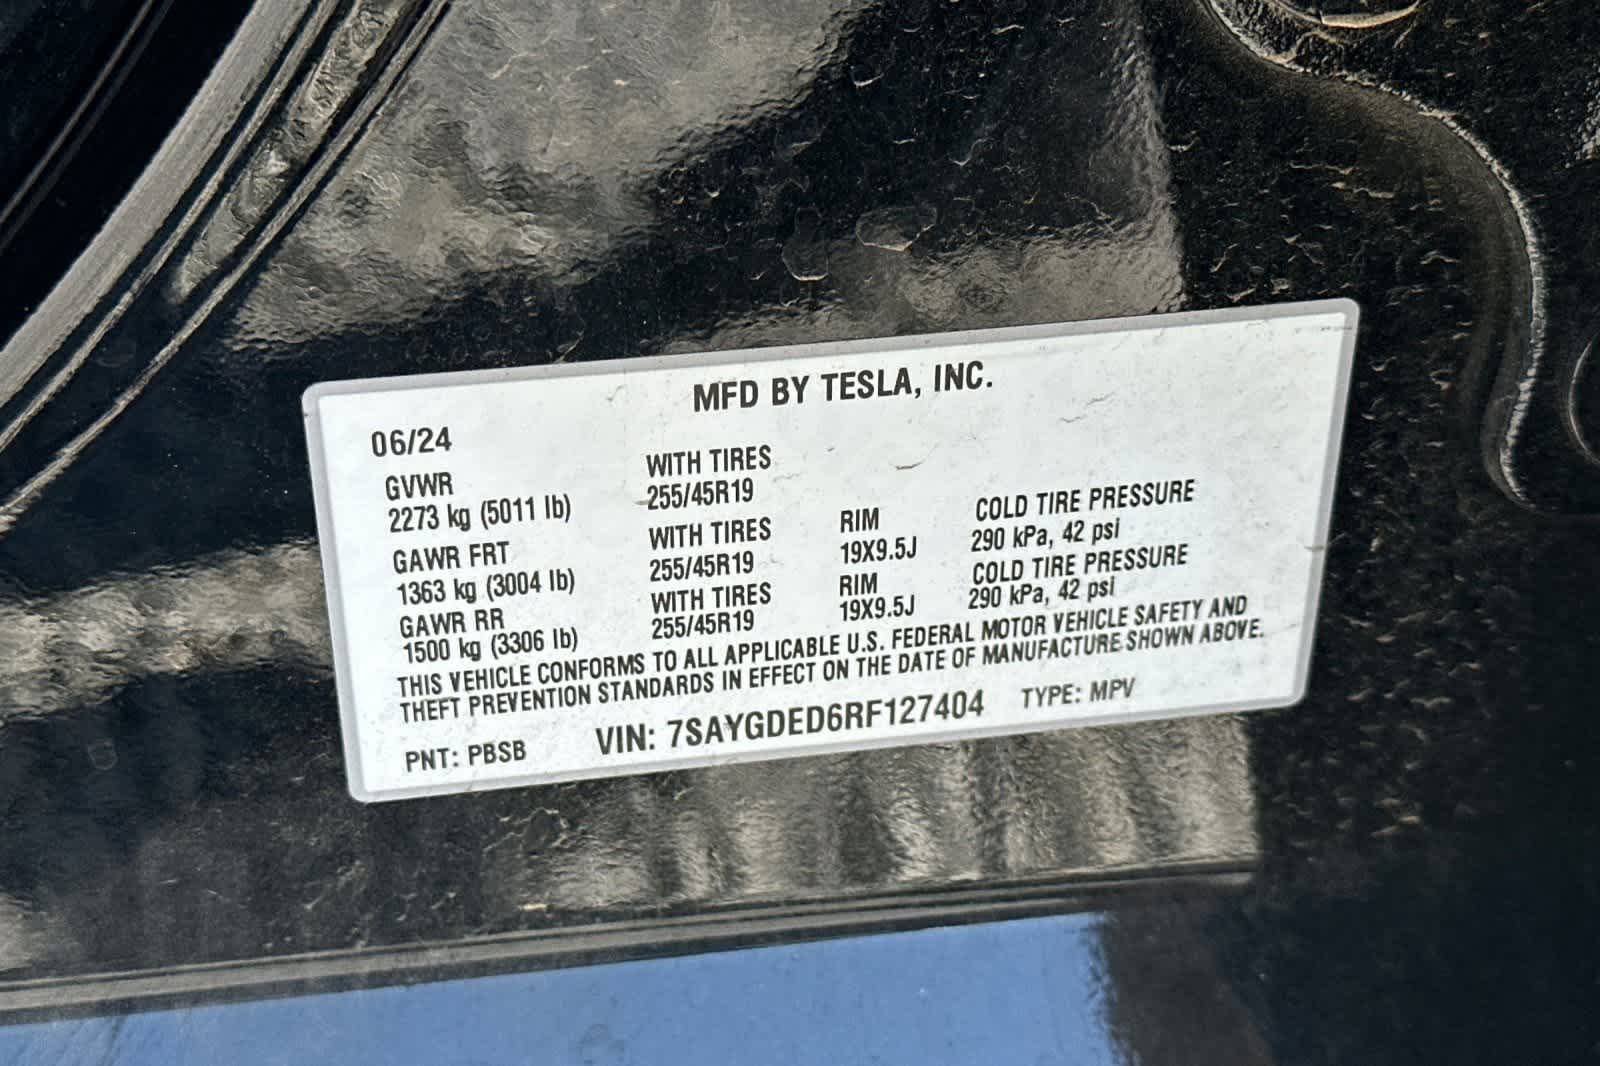 MFD BY TESLA, INC.
06/24
GVWR WITH TIRES
2273 kg (5011 lb) 255/45R19
GAWR FRT WITH TIRES RIM COLD TIRE PRESSURE
1363 kg (3004 lb) 255/45R19 19X9.5J 290 kPa, 42 psi
GAWR RR WITH TIRES RIM COLD TIRE PRESSURE
1500 kg (3306 lb) 255/45R19 19X9.5J 290 kPa, 42 psi
THIS VEHICLE CONFORMS TO ALL APPLICABLE U.S. FEDERAL MOTOR VEHICLE SAFETY AND
THEFT PREVENTION STANDARDS IN EFFECT ON THE DATE OF MANUFACTURE SHOWN ABOVE.
PNT: PBSB VIN: 7SAYGDED6RF127404 TYPE: MPV